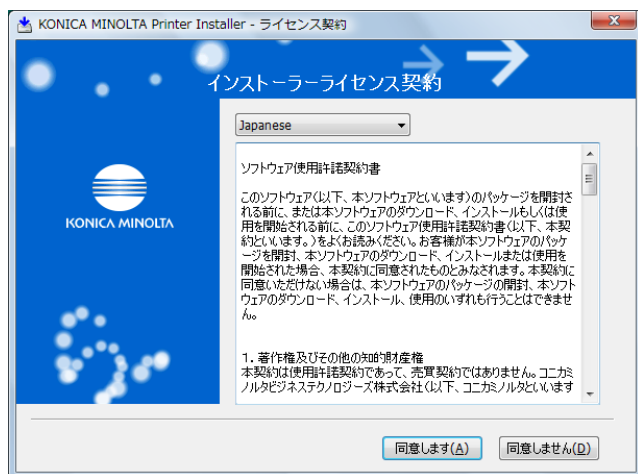 KONICA MINOLTA Printer Installer - ライセンス契約
インストーラーライセンス契約
Japanese
KONICA MINOLTA
ソフトウェア使用許諾契約書
このソフトウェア(以下、本ソフトウェアといいます)のパッケージを開封さ
れる前に、または本ソフトウェアのダウンロード、インストールもしくは使
用を開始される前に、このソフトウェア使用許諾契約書(以下、本契
約といいます。)をよくお読みください。お客様が本ソフトウェアのパッケ
ージを開封、本ソフトウェアのダウンロード、インストールまたは使用を
開始された場合、本契約に同意されたものとみなされます。本契約に
同意いただけない場合は、本ソフトウェアのパッケージの開封、本ソフト
ウェアのダウンロード、インストール、使用のいずれも行うことはできませ
ん。
1. 著作権及びその他の知的財産権
本契約は使用許諾契約であって、売買契約ではありません。コニカミ
ノルタビジネステクノロジーズ株式会社(以下、コニカミノルタといいます
同意します(A)
同意しません(D)